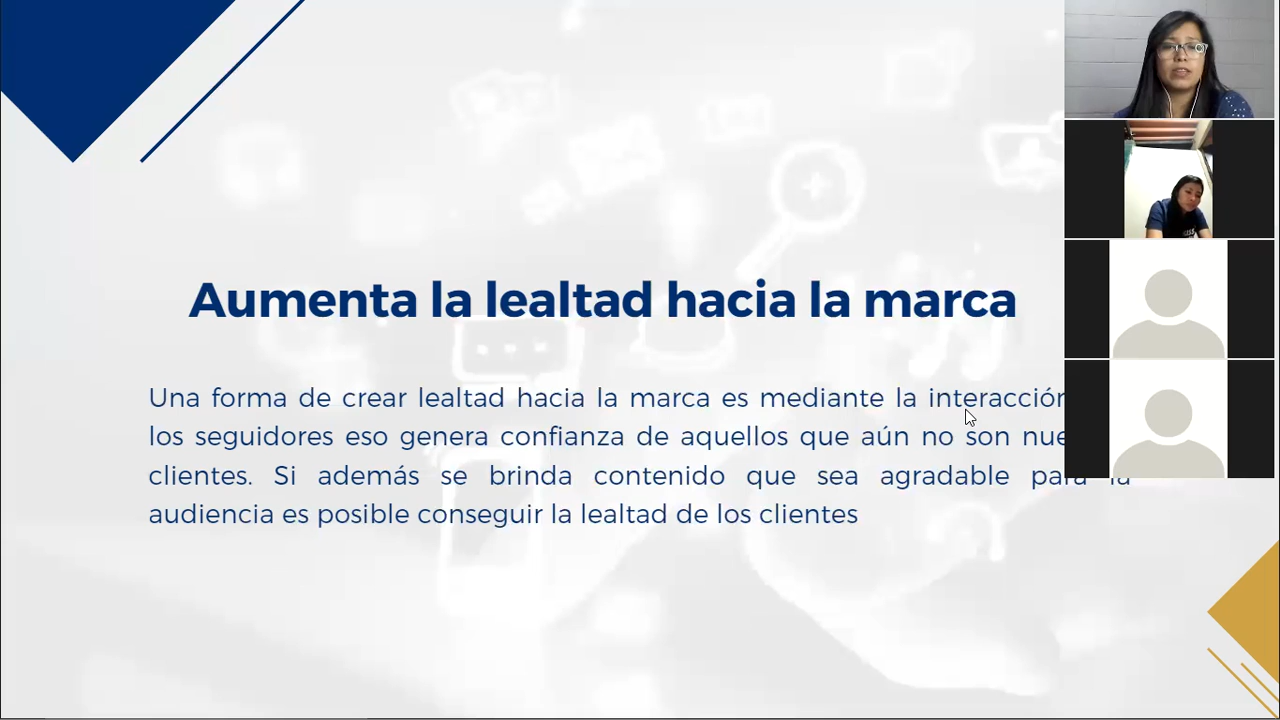 Aumenta la lealtad hacia la marca
Una forma de crear lealtad hacia la marca es mediante la interacción
los seguidores eso genera confianza de aquellos que aún no son
clientes. Si además se brinda contenido que sea agradable para la
audiencia es posible conseguir la lealtad de los clientes